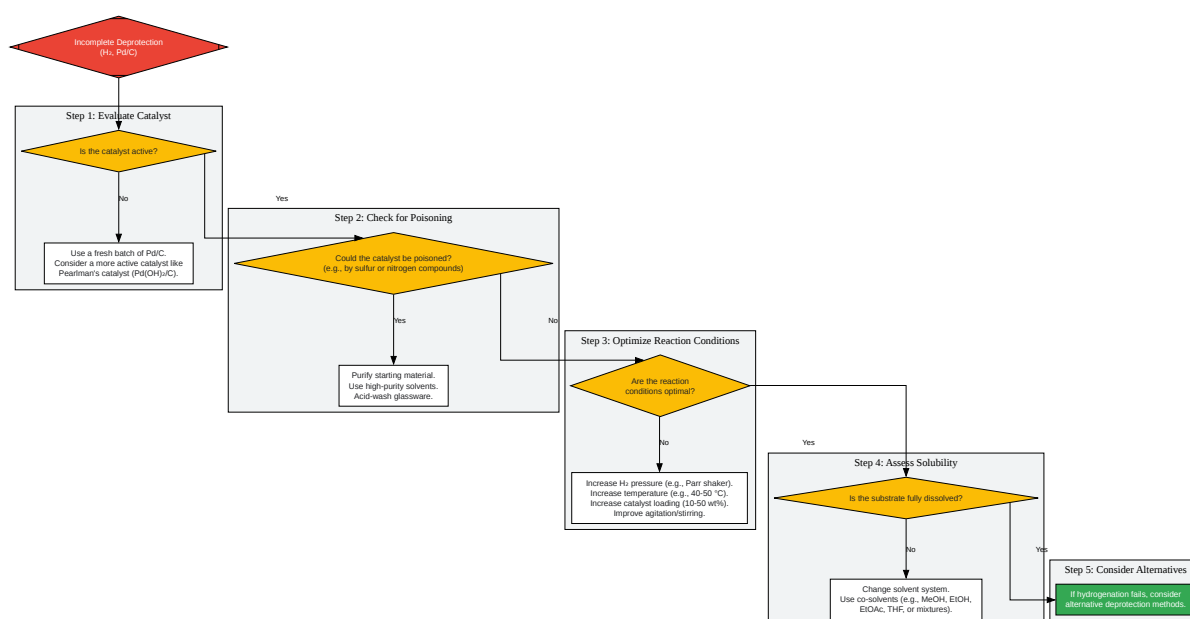 Incomplete Deprotection
(H₂, Pd/C)
Step 1: Evaluate Catalyst
Is the catalyst active?
No
Yes
Use a fresh batch of Pd/C.
Consider a more active catalyst like
Pearlman's catalyst (Pd(OH)₂/C).
Step 2: Check for Poisoning
Could the catalyst be poisoned?
(e.g., by sulfur or nitrogen compounds)
Yes
No
Purify starting material.
Use high-purity solvents.
Acid-wash glassware.
Step 3: Optimize Reaction Conditions
Are the reaction
conditions optimal?
No
Yes
Increase H₂ pressure (e.g., Parr shaker).
Increase temperature (e.g., 40-50 °C).
Increase catalyst loading (10-50 wt%).
Improve agitation/stirring.
Step 4: Assess Solubility
Is the substrate fully dissolved?
No
Yes
Change solvent system.
Use co-solvents (e.g., MeOH, EtOH,
EtOAc, THF, or mixtures).
Step 5: Consider Alternatives
If hydrogenation fails, consider
alternative deprotection methods.